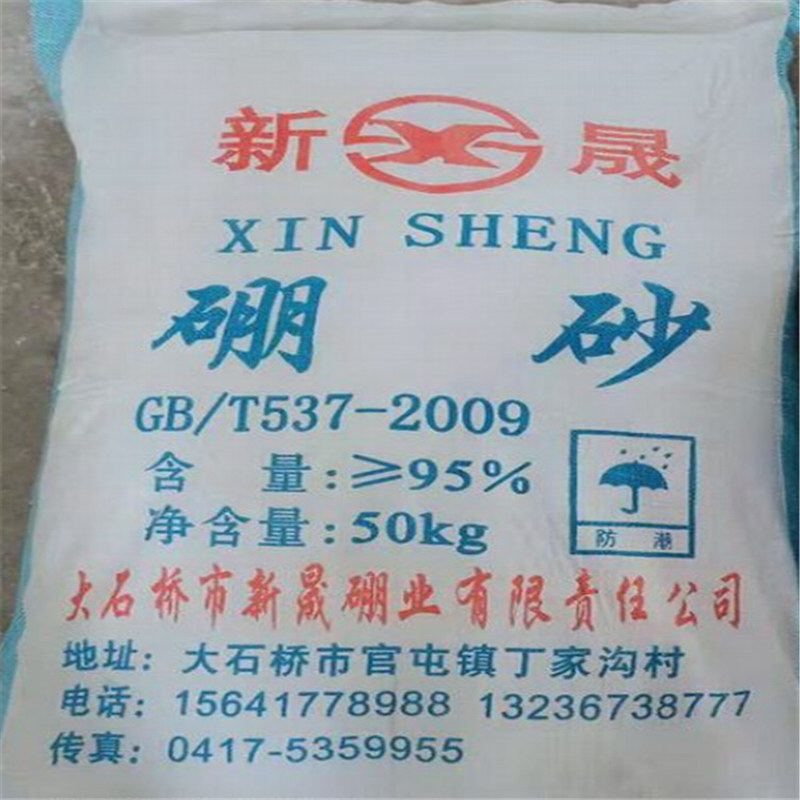 新 晟
XIN SHENG
硼 砂
GB/T537-2009
含 量:≥95%
净含量:50kg
防 潮
大石桥市新晟硼业有限责任公司
地址: 大石桥市官屯镇丁家沟村
电话: 15641778988 13236738777
传真: 0417-5359955